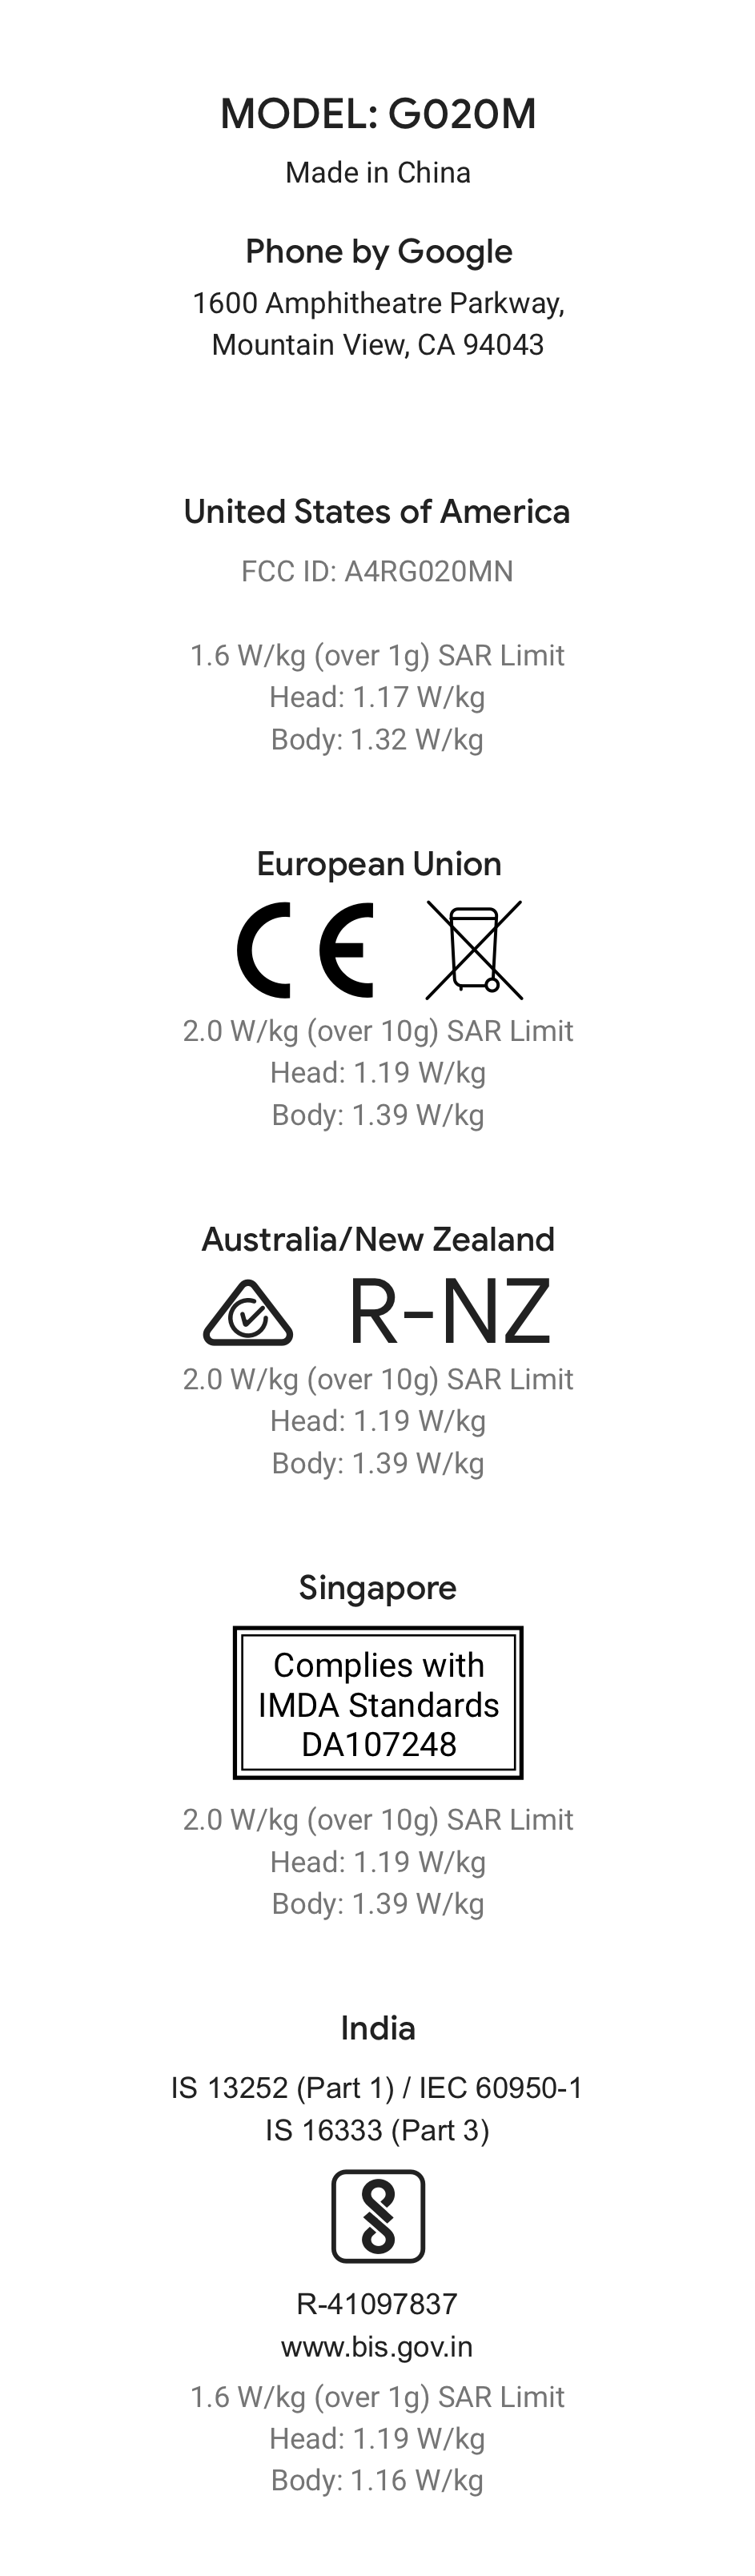 MODEL: G020M
Made in China
Phone by Google
1600 Amphitheatre Parkway,
Mountain View, CA 94043
United States of America
FCC ID: A4RG020MN
1.6 W/kg (over 1g) SAR Limit
Head: 1.17 W/kg
Body: 1.32 W/kg
European Union
CE
2.0 W/kg (over 10g) SAR Limit
Head: 1.19 W/kg
Body: 1.39 W/kg
Australia/New Zealand
R-NZ
2.0 W/kg (over 10g) SAR Limit
Head: 1.19 W/kg
Body: 1.39 W/kg
Singapore
Complies with
IMDA Standards
DA107248
2.0 W/kg (over 10g) SAR Limit
Head: 1.19 W/kg
Body: 1.39 W/kg
India
IS 13252 (Part 1) / IEC 60950-1
IS 16333 (Part 3)
R-41097837
www.bis.gov.in
1.6 W/kg (over 1g) SAR Limit
Head: 1.19 W/kg
Body: 1.16 W/kg